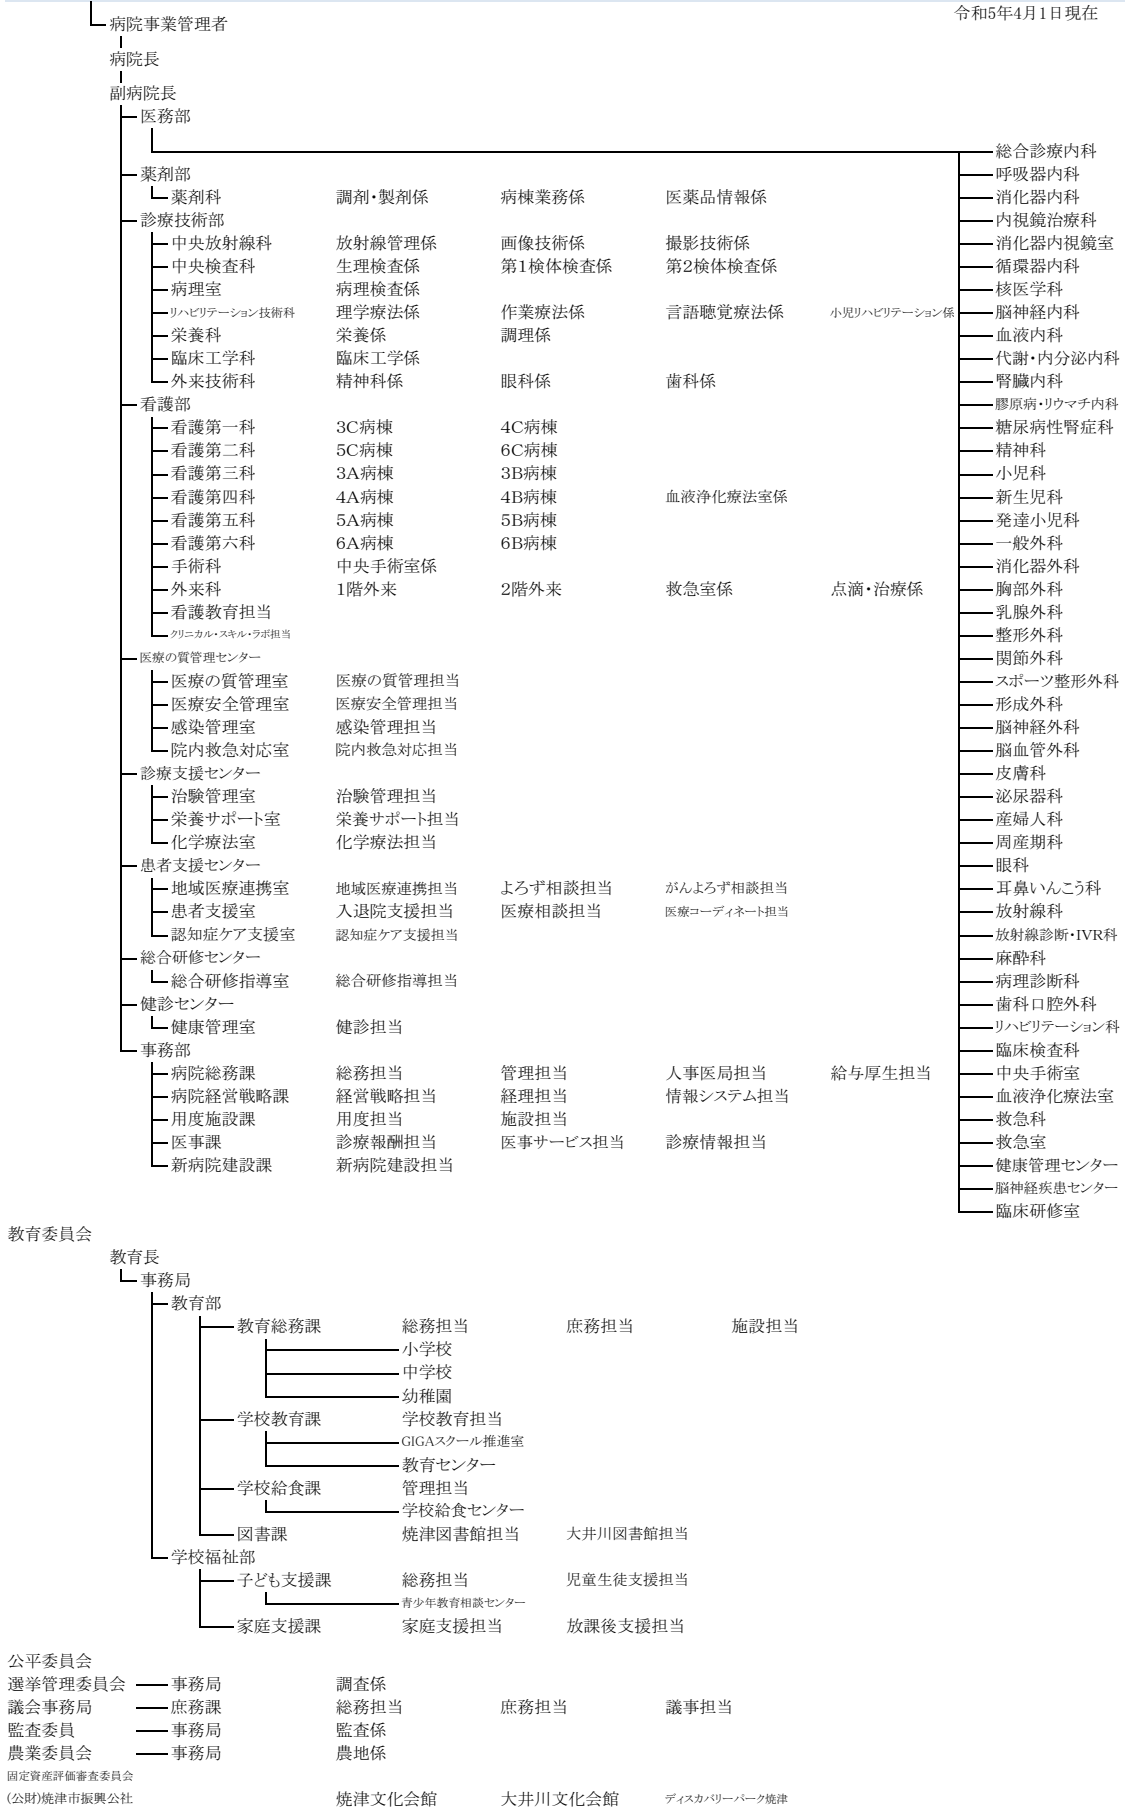 令和5年4月1日現在
病院事業管理者
病院長
副病院長
医務部
総合診療内科
薬剤部 呼吸器内科
薬剤科 調剤・製剤係 病棟業務係 医薬品情報係 消化器内科
診療技術部 内視鏡治療科
中央放射線科 放射線管理係 画像技術係 撮影技術係 消化器内視鏡室
中央検査科 生理検査係 第1検体検査係 第2検体検査係 循環器内科
病理室 病理検査係 核医学科
リハビリテーション技術科 理学療法係 作業療法係 言語聴覚療法係 小児リハビリテーション係 脳神経内科
栄養科 栄養係 調理係 血液内科
臨床工学科 臨床工学係 代謝・内分泌内科
外来技術科 精神科係 眼科係 歯科係 腎臓内科
看護部 膠原病・リウマチ内科
看護第一科 3C病棟 4C病棟 糖尿病性腎症科
看護第二科 5C病棟 6C病棟 精神科
看護第三科 3A病棟 3B病棟 小児科
看護第四科 4A病棟 4B病棟 血液浄化療法室係 新生児科
看護第五科 5A病棟 5B病棟 発達小児科
看護第六科 6A病棟 6B病棟 一般外科
手術科 中央手術室係 消化器外科
外来科 1階外来 2階外来 救急室係 点滴・治療係 胸部外科
看護教育担当 乳腺外科
クリニカル・スキル・ラボ担当 整形外科
医療の質管理センター 関節外科
医療の質管理室 医療の質管理担当 スポーツ整形外科
医療安全管理室 医療安全管理担当 形成外科
感染管理室 感染管理担当 脳神経外科
院内救急対応室 院内救急対応担当 脳血管外科
診療支援センター 皮膚科
治験管理室 治験管理担当 泌尿器科
栄養サポート室 栄養サポート担当 産婦人科
化学療法室 化学療法担当 周産期科
患者支援センター 眼科
地域医療連携室 地域医療連携担当 よろず相談担当 がんよろず相談担当 耳鼻いんこう科
患者支援室 入退院支援担当 医療相談担当 医療コーディネート担当 放射線科
認知症ケア支援室 認知症ケア支援担当 放射線診断・IVR科
総合研修センター 麻酔科
総合研修指導室 総合研修指導担当 病理診断科
健診センター 歯科口腔外科
健康管理室 健診担当 リハビリテーション科
事務部 臨床検査科
病院総務課 総務担当 管理担当 人事医局担当 給与厚生担当 中央手術室
病院経営戦略課 経営戦略担当 経理担当 情報システム担当 血液浄化療法室
用度施設課 用度担当 施設担当 救急科
医事課 診療報酬担当 医事サービス担当 診療情報担当 救急室
新病院建設課 新病院建設担当 健康管理センター
脳神経疾患センター
臨床研修室
教育委員会
教育長
事務局
教育部
教育総務課 総務担当 庶務担当 施設担当
小学校
中学校
幼稚園
学校教育課 学校教育担当
GIGAスクール推進室
教育センター
学校給食課 管理担当
学校給食センター
図書課 焼津図書館担当 大井川図書館担当
学校福祉部
子ども支援課 総務担当 児童生徒支援担当
青少年教育相談センター
家庭支援課 家庭支援担当 放課後支援担当
公平委員会
選挙管理委員会 事務局 調査係
議会事務局 庶務課 総務担当 庶務担当 議事担当
監査委員 事務局 監査係
農業委員会 事務局 農地係
固定資産評価審査委員会
(公財)焼津市振興公社 焼津文化会館 大井川文化会館 ディスカバリーパーク焼津